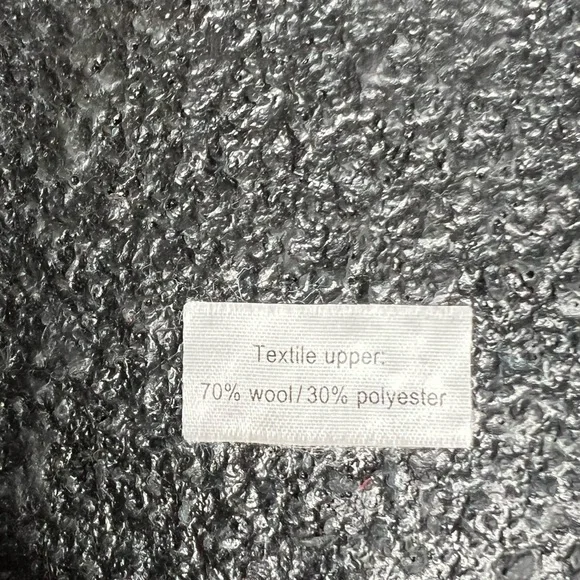 Textile upper:
70% wool/30% polyester